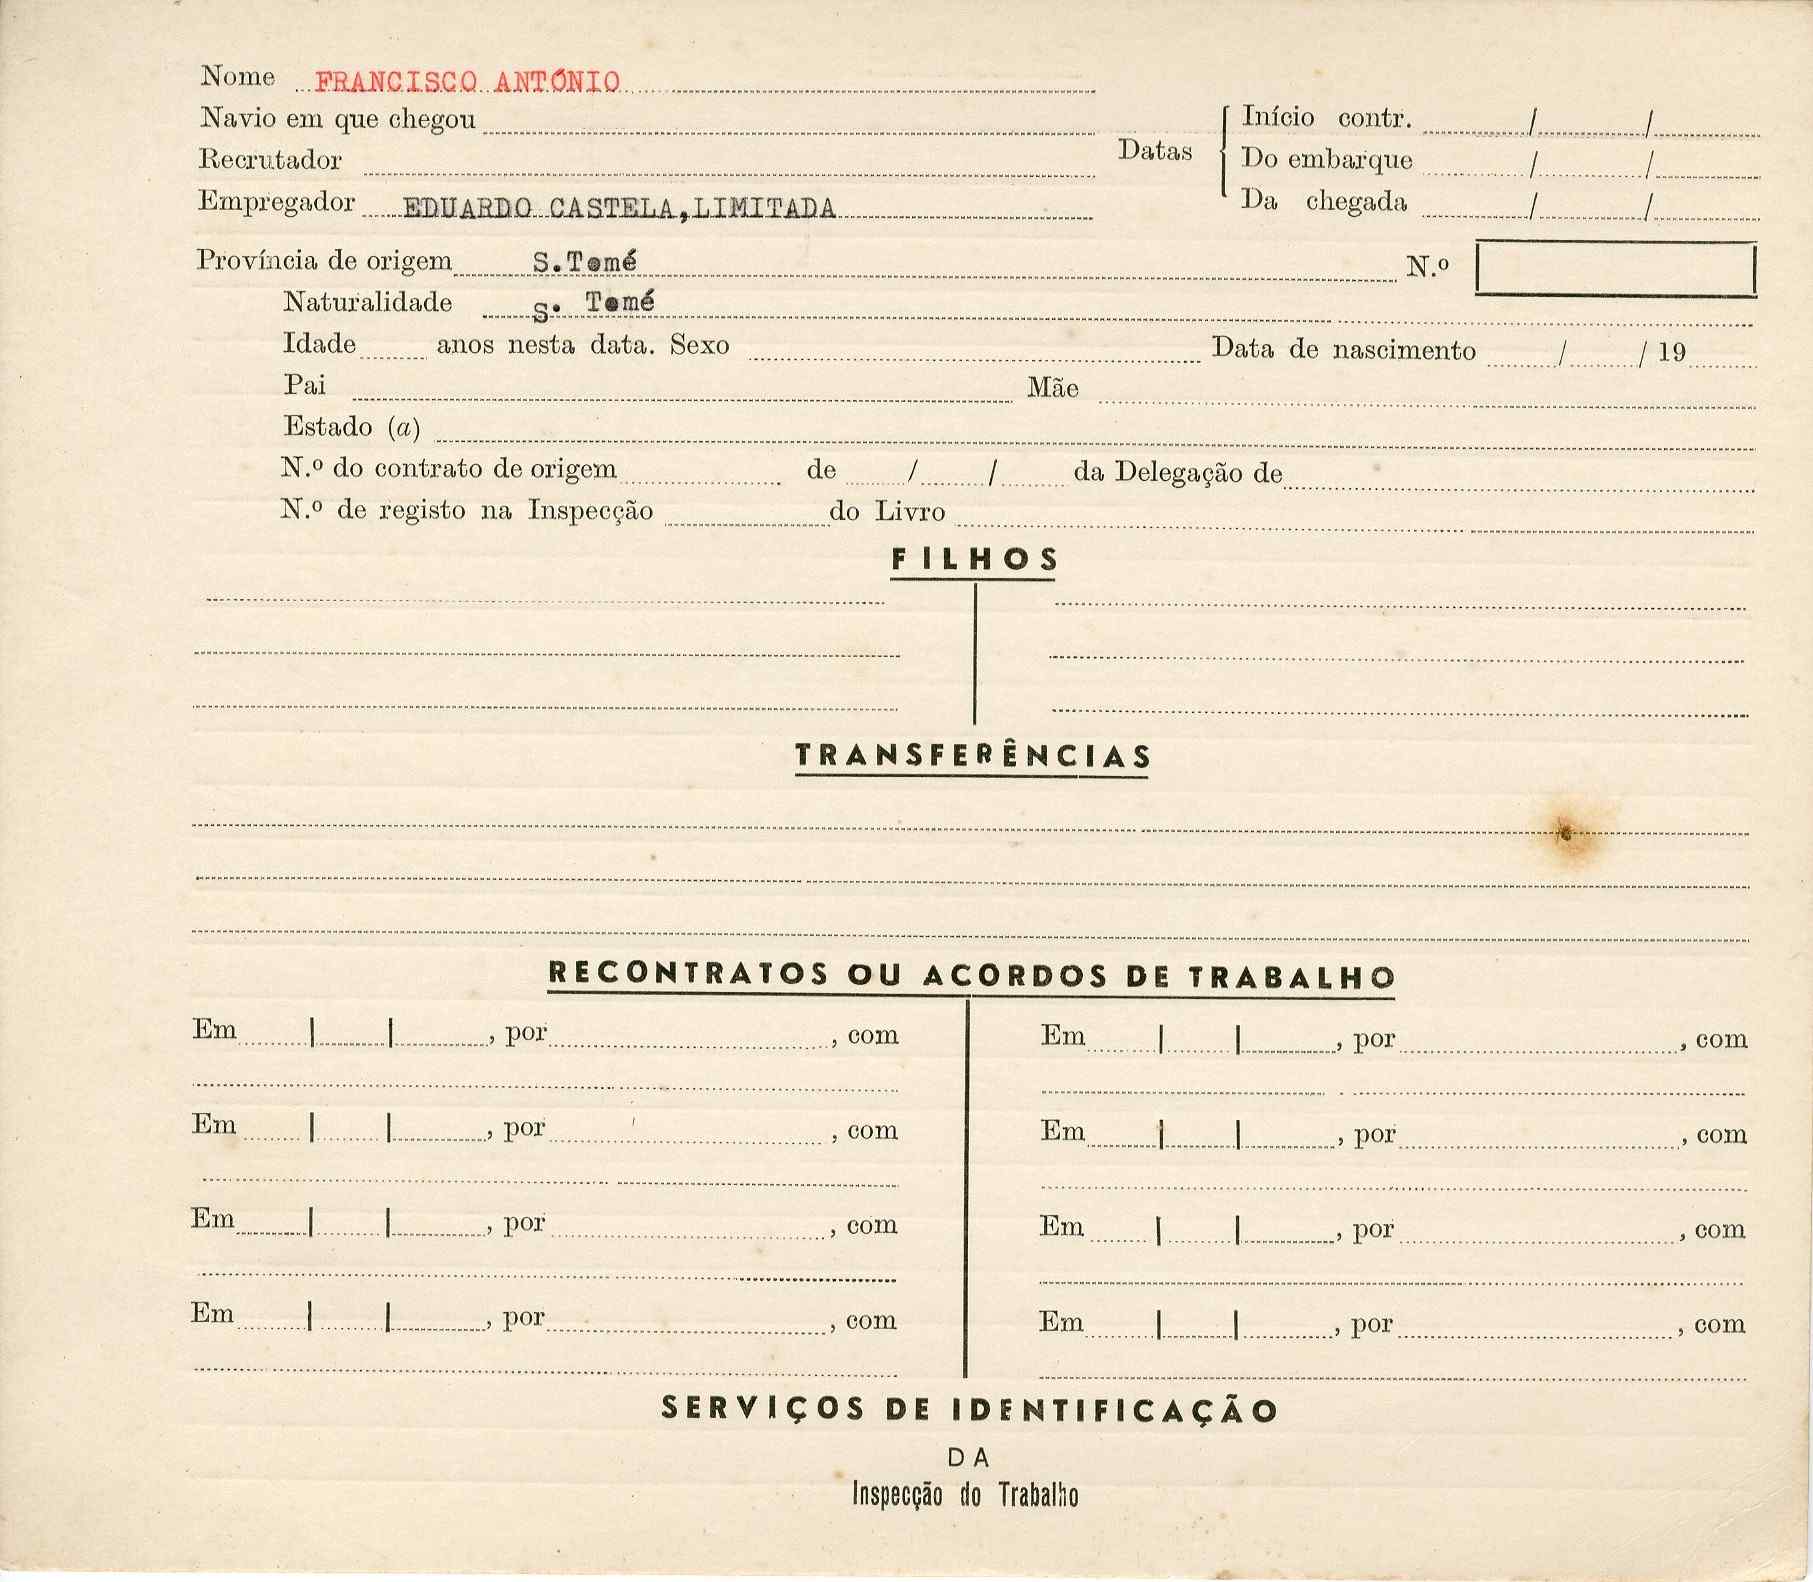 Nome FRANCISCO ANTÓNIO
Navio em que chegou
Recrutador
Empregador EDUARDO CASTELA, LIMITADA
Datas
Início contr. / /
Do embarque / /
Da chegada / /
Província de origem S.Tomé N.º
Naturalidade S. Tomé
Idade anos nesta data. Sexo Data de nascimento / / 19
Pai Mãe
Estado (a)
N.º do contrato de origem de / / da Delegação de
N.º de registo na Inspecção do Livro
FILHOS
TRANSFERÊNCIAS
RECONTRATOS OU ACORDOS DE TRABALHO
Em | | , por , com Em | | , por , com
Em | | , por , com Em | | , por , com
Em | | , por , com Em | | , por , com
Em | | , por , com Em | | , por , com
SERVIÇOS DE IDENTIFICAÇÃO
DA
Inspecção do Trabalho